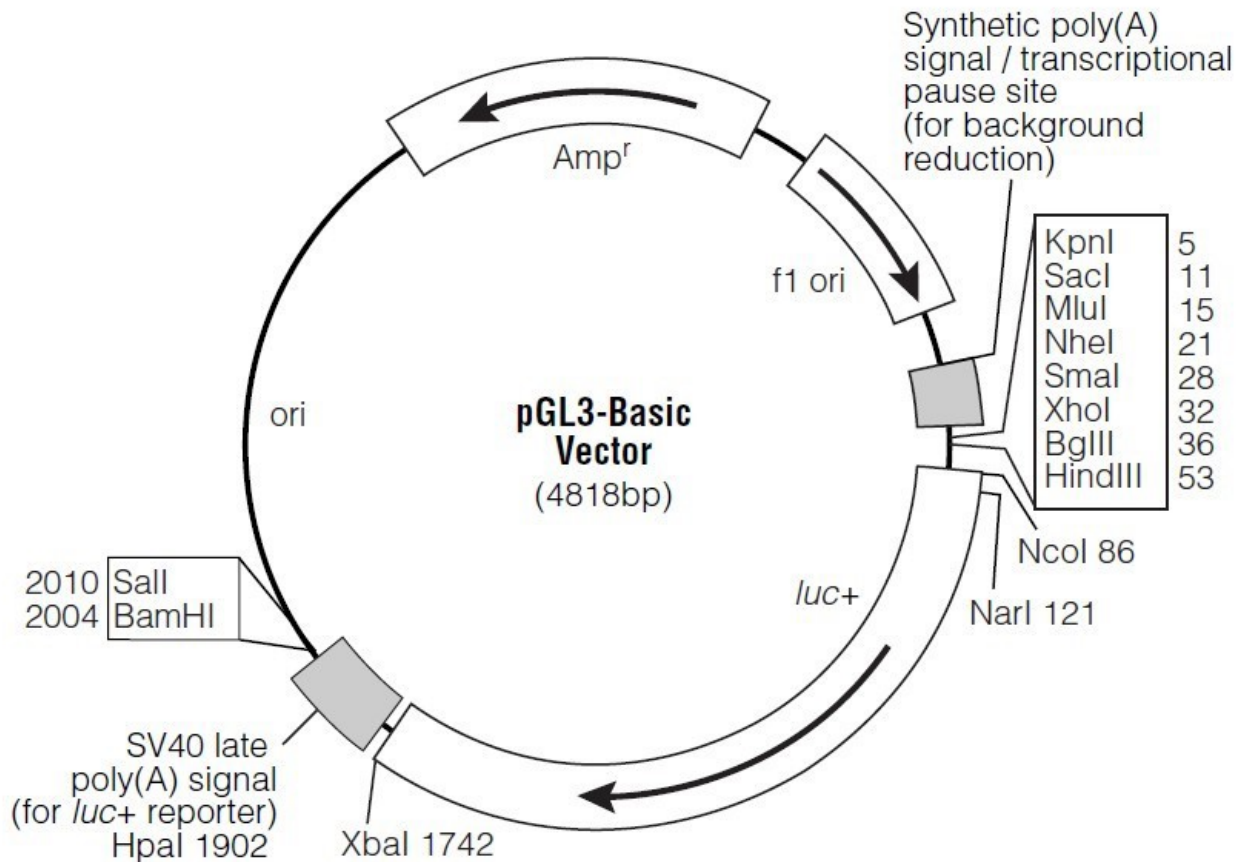 Synthetic poly(A)
signal / transcriptional
pause site
(for background
reduction)
Ampʳ
f1 ori
KpnI 5
SacI 11
MluI 15
NheI 21
SmaI 28
XhoI 32
BglII 36
HindIII 53
ori
pGL3-Basic
Vector
(4818bp)
NcoI 86
luc+
NarI 121
2010 SalI
2004 BamHI
SV40 late
poly(A) signal
(for luc+ reporter)
HpaI 1902
XbaI 1742